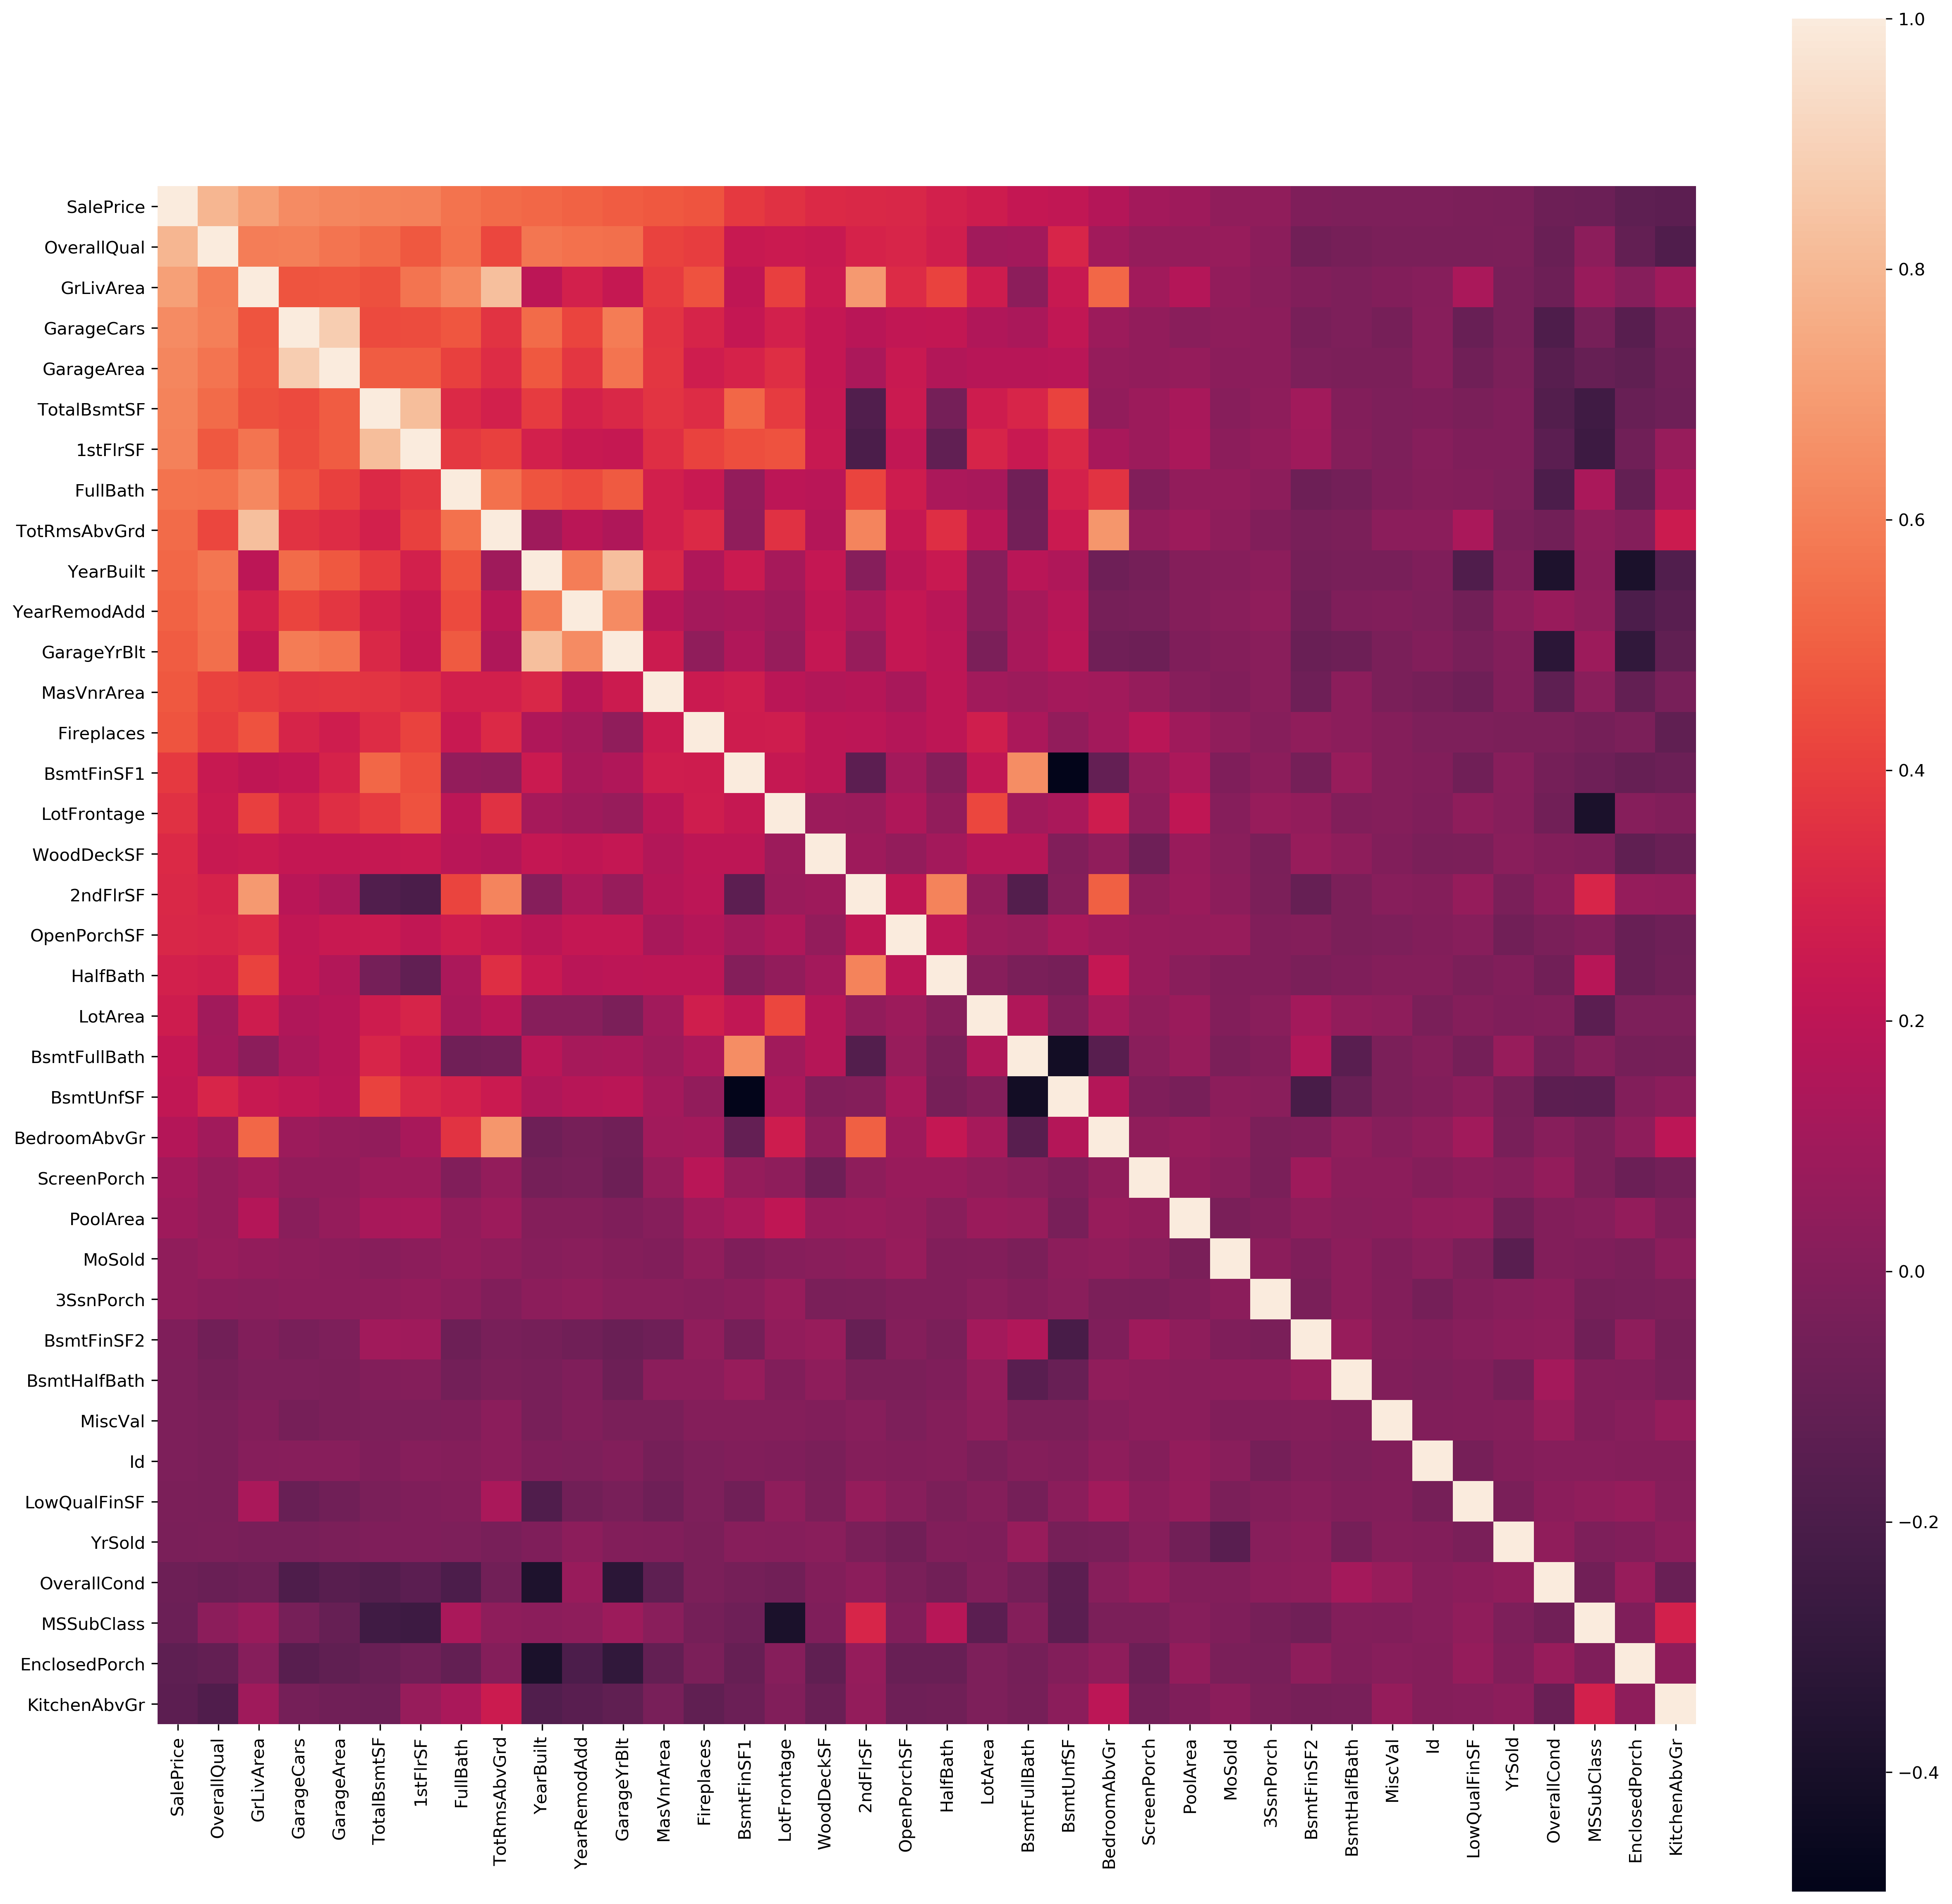 SalePrice
OverallQual
GrLivArea
GarageCars
GarageArea
TotalBsmtSF
1stFlrSF
FullBath
TotRmsAbvGrd
YearBuilt
YearRemodAdd
GarageYrBlt
MasVnrArea
Fireplaces
BsmtFinSF1
LotFrontage
WoodDeckSF
2ndFlrSF
OpenPorchSF
HalfBath
LotArea
BsmtFullBath
BsmtUnfSF
BedroomAbvGr
ScreenPorch
PoolArea
MoSold
3SsnPorch
BsmtFinSF2
BsmtHalfBath
MiscVal
Id
LowQualFinSF
YrSold
OverallCond
MSSubClass
EnclosedPorch
KitchenAbvGr
SalePrice
OverallQual
GrLivArea
GarageCars
GarageArea
TotalBsmtSF
1stFlrSF
FullBath
TotRmsAbvGrd
YearBuilt
YearRemodAdd
GarageYrBlt
MasVnrArea
Fireplaces
BsmtFinSF1
LotFrontage
WoodDeckSF
2ndFlrSF
OpenPorchSF
HalfBath
LotArea
BsmtFullBath
BsmtUnfSF
BedroomAbvGr
ScreenPorch
PoolArea
MoSold
3SsnPorch
BsmtFinSF2
BsmtHalfBath
MiscVal
Id
LowQualFinSF
YrSold
OverallCond
MSSubClass
EnclosedPorch
KitchenAbvGr
1.0
0.8
0.6
0.4
0.2
0.0
−0.2
−0.4